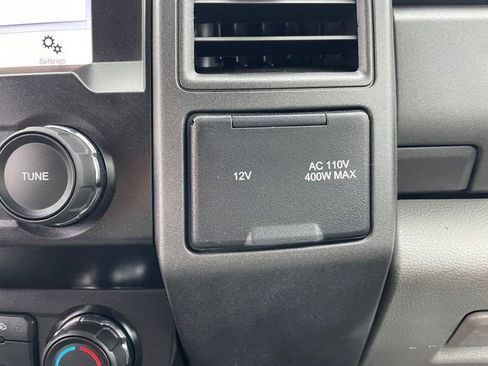 Settings
TUNE
12V
AC 110V
400W MAX